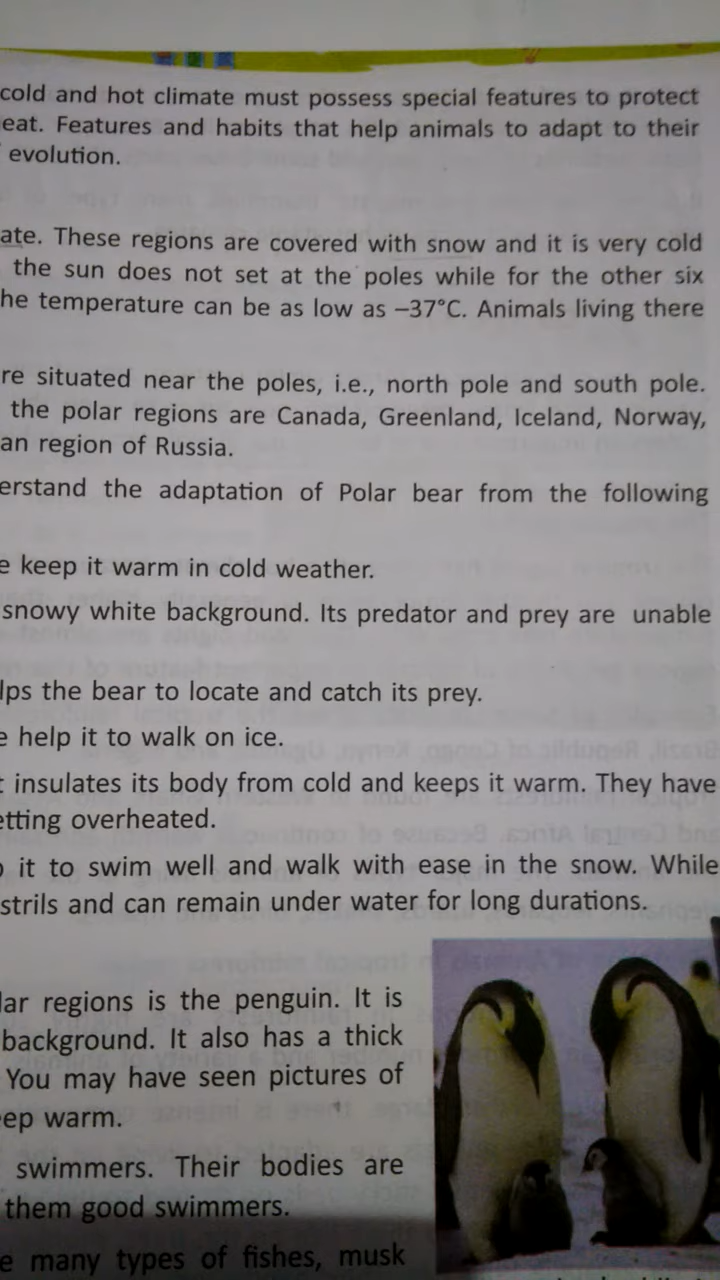 cold and hot climate must possess special features to protect
eat. Features and habits that help animals to adapt to their
evolution.
ate. These regions are covered with snow and it is very cold
the sun does not set at the poles while for the other six
he temperature can be as low as –37°C. Animals living there
re situated near the poles, i.e., north pole and south pole.
the polar regions are Canada, Greenland, Iceland, Norway,
an region of Russia.
erstand the adaptation of Polar bear from the following
e keep it warm in cold weather.
snowy white background. Its predator and prey are unable
lps the bear to locate and catch its prey.
e help it to walk on ice.
t insulates its body from cold and keeps it warm. They have
etting overheated.
it to swim well and walk with ease in the snow. While
strils and can remain under water for long durations.
lar regions is the penguin. It is
background. It also has a thick
You may have seen pictures of
eep warm.
swimmers. Their bodies are
them good swimmers.
e many types of fishes, musk